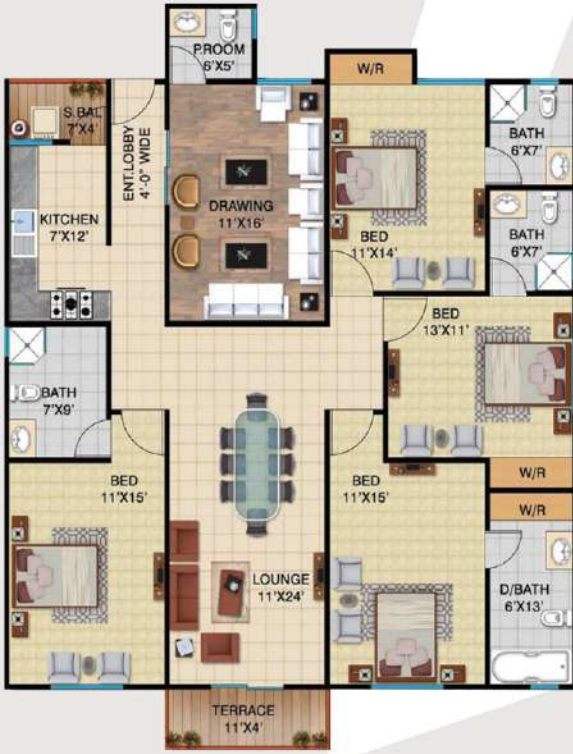 P.ROOM
6'X5'
W/R
S.BAL
7'X4'
ENT.LOBBY
4'-0" WIDE
BATH
6'X7'
KITCHEN
7'X12'
DRAWING
11'X16'
BED
11'X14'
BATH
6'X7'
BED
13'X11'
BATH
7'X9'
BED
11'X15'
BED
11'X15'
W/R
W/R
LOUNGE
11'X24'
D/BATH
6'X13'
TERRACE
11'X4'